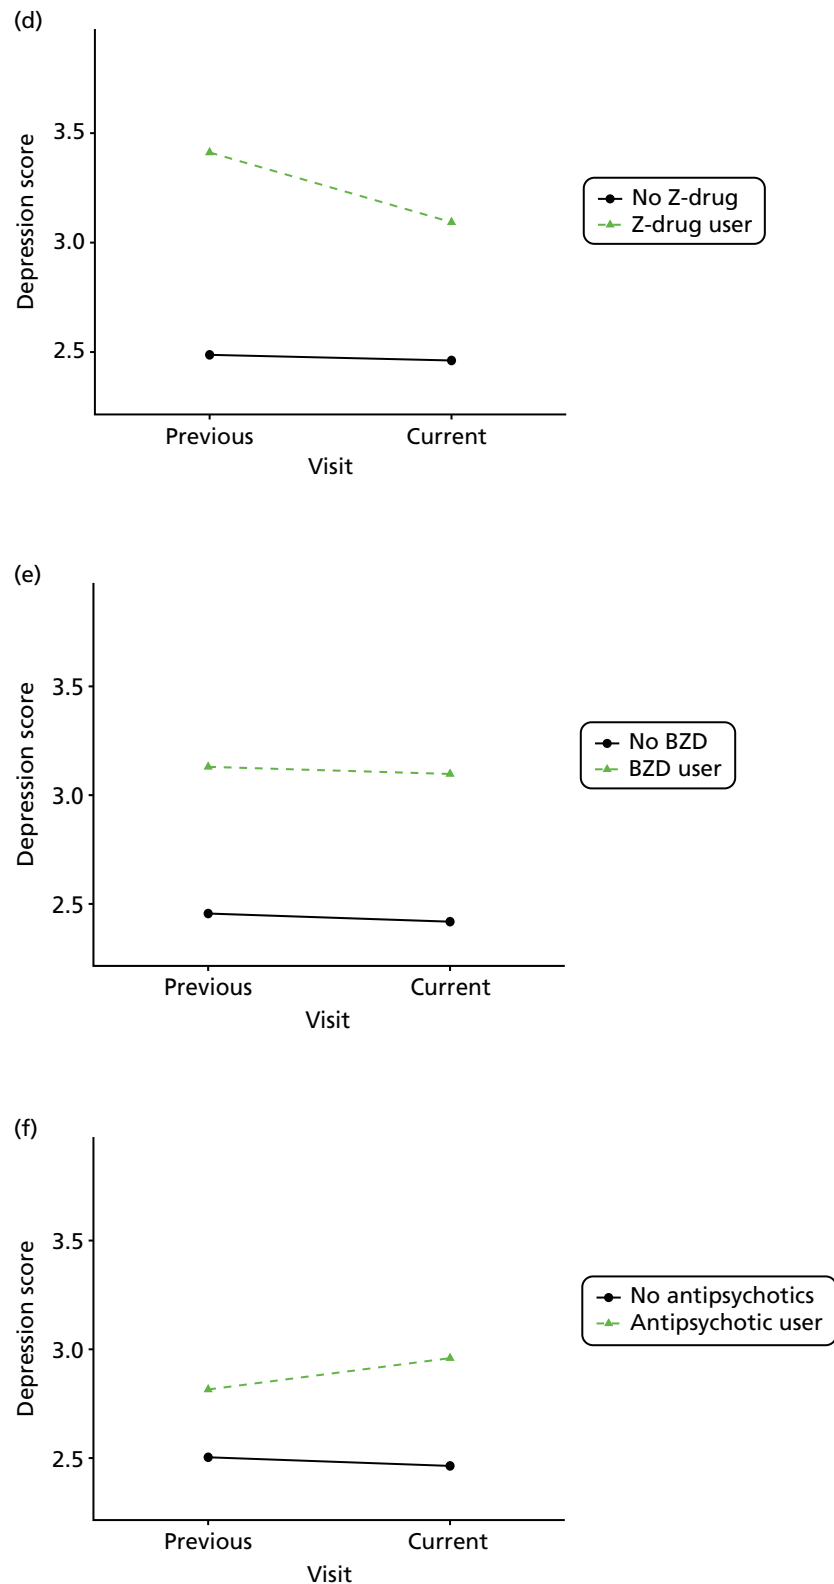 (d)
Depression score
3.5
3.0
2.5
Previous
Current
Visit
No Z-drug
Z-drug user
(e)
Depression score
3.5
3.0
2.5
Previous
Current
Visit
No BZD
BZD user
(f)
Depression score
3.5
3.0
2.5
Previous
Current
Visit
No antipsychotics
Antipsychotic user